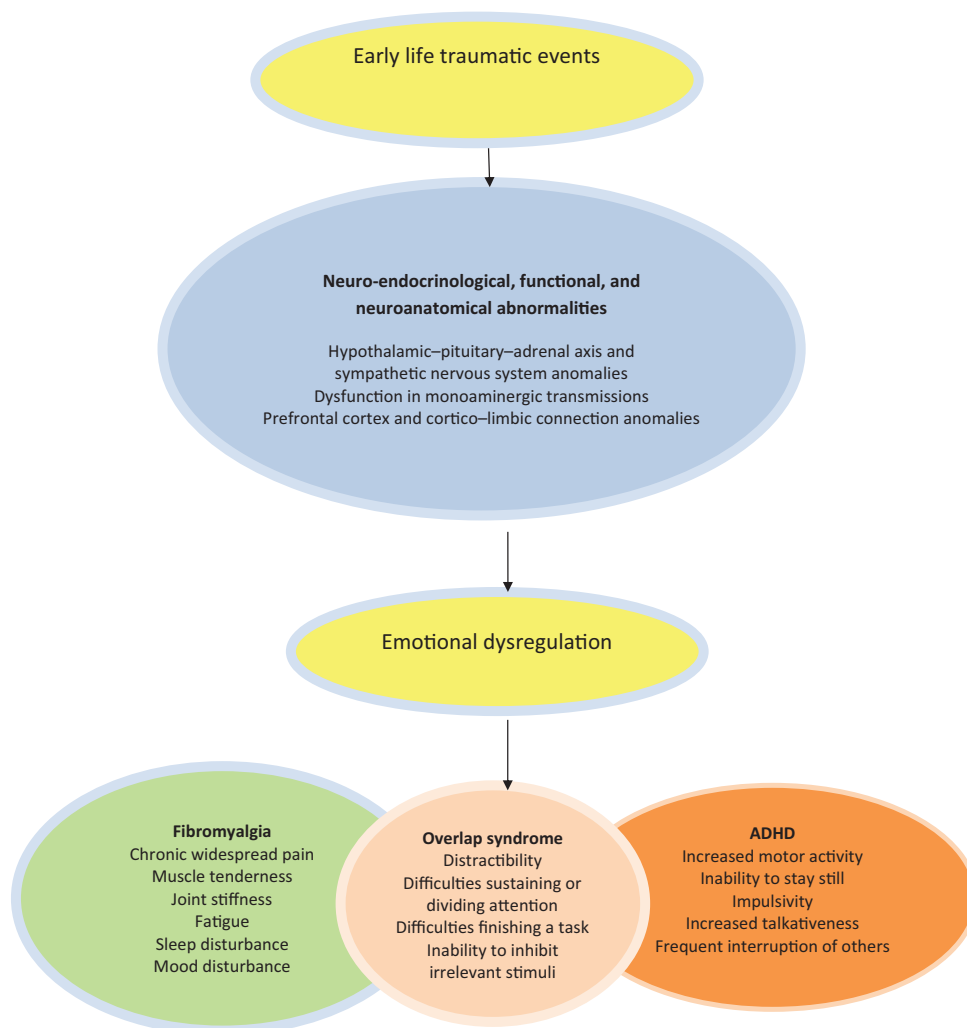 Early life traumatic events
Neuro-endocrinological, functional, and
neuroanatomical abnormalities
Hypothalamic–pituitary–adrenal axis and
sympathetic nervous system anomalies
Dysfunction in monoaminergic transmissions
Prefrontal cortex and cortico–limbic connection anomalies
Emotional dysregulation
Fibromyalgia
Chronic widespread pain
Muscle tenderness
Joint stiffness
Fatigue
Sleep disturbance
Mood disturbance
Overlap syndrome
Distractibility
Difficulties sustaining or
dividing attention
Difficulties finishing a task
Inability to inhibit
irrelevant stimuli
ADHD
Increased motor activity
Inability to stay still
Impulsivity
Increased talkativeness
Frequent interruption of others